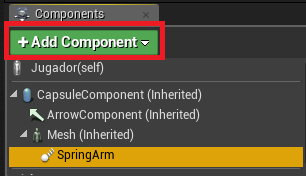 Components
+ Add Component
Jugador(self)
CapsuleComponent (Inherited)
ArrowComponent (Inherited)
Mesh (Inherited)
SpringArm